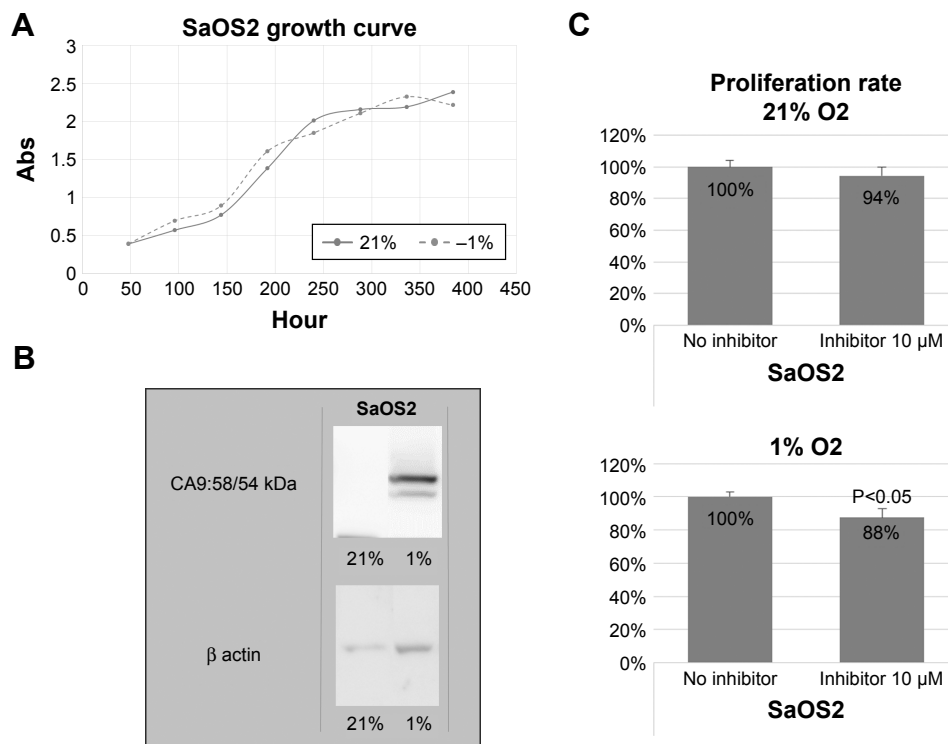 A
SaOS2 growth curve
3
2.5
2
1.5
1
0.5
0
Abs
0 50 100 150 200 250 300 350 400 450
Hour
21% –1%
B
SaOS2
CA9:58/54 kDa
21% 1%
β actin
21% 1%
C
Proliferation rate
21% O2
120%
100%
80%
60%
40%
20%
0%
100%
94%
No inhibitor Inhibitor 10 µM
SaOS2
1% O2
120%
100%
80%
60%
40%
20%
0%
100%
P<0.05
88%
No inhibitor Inhibitor 10 µM
SaOS2